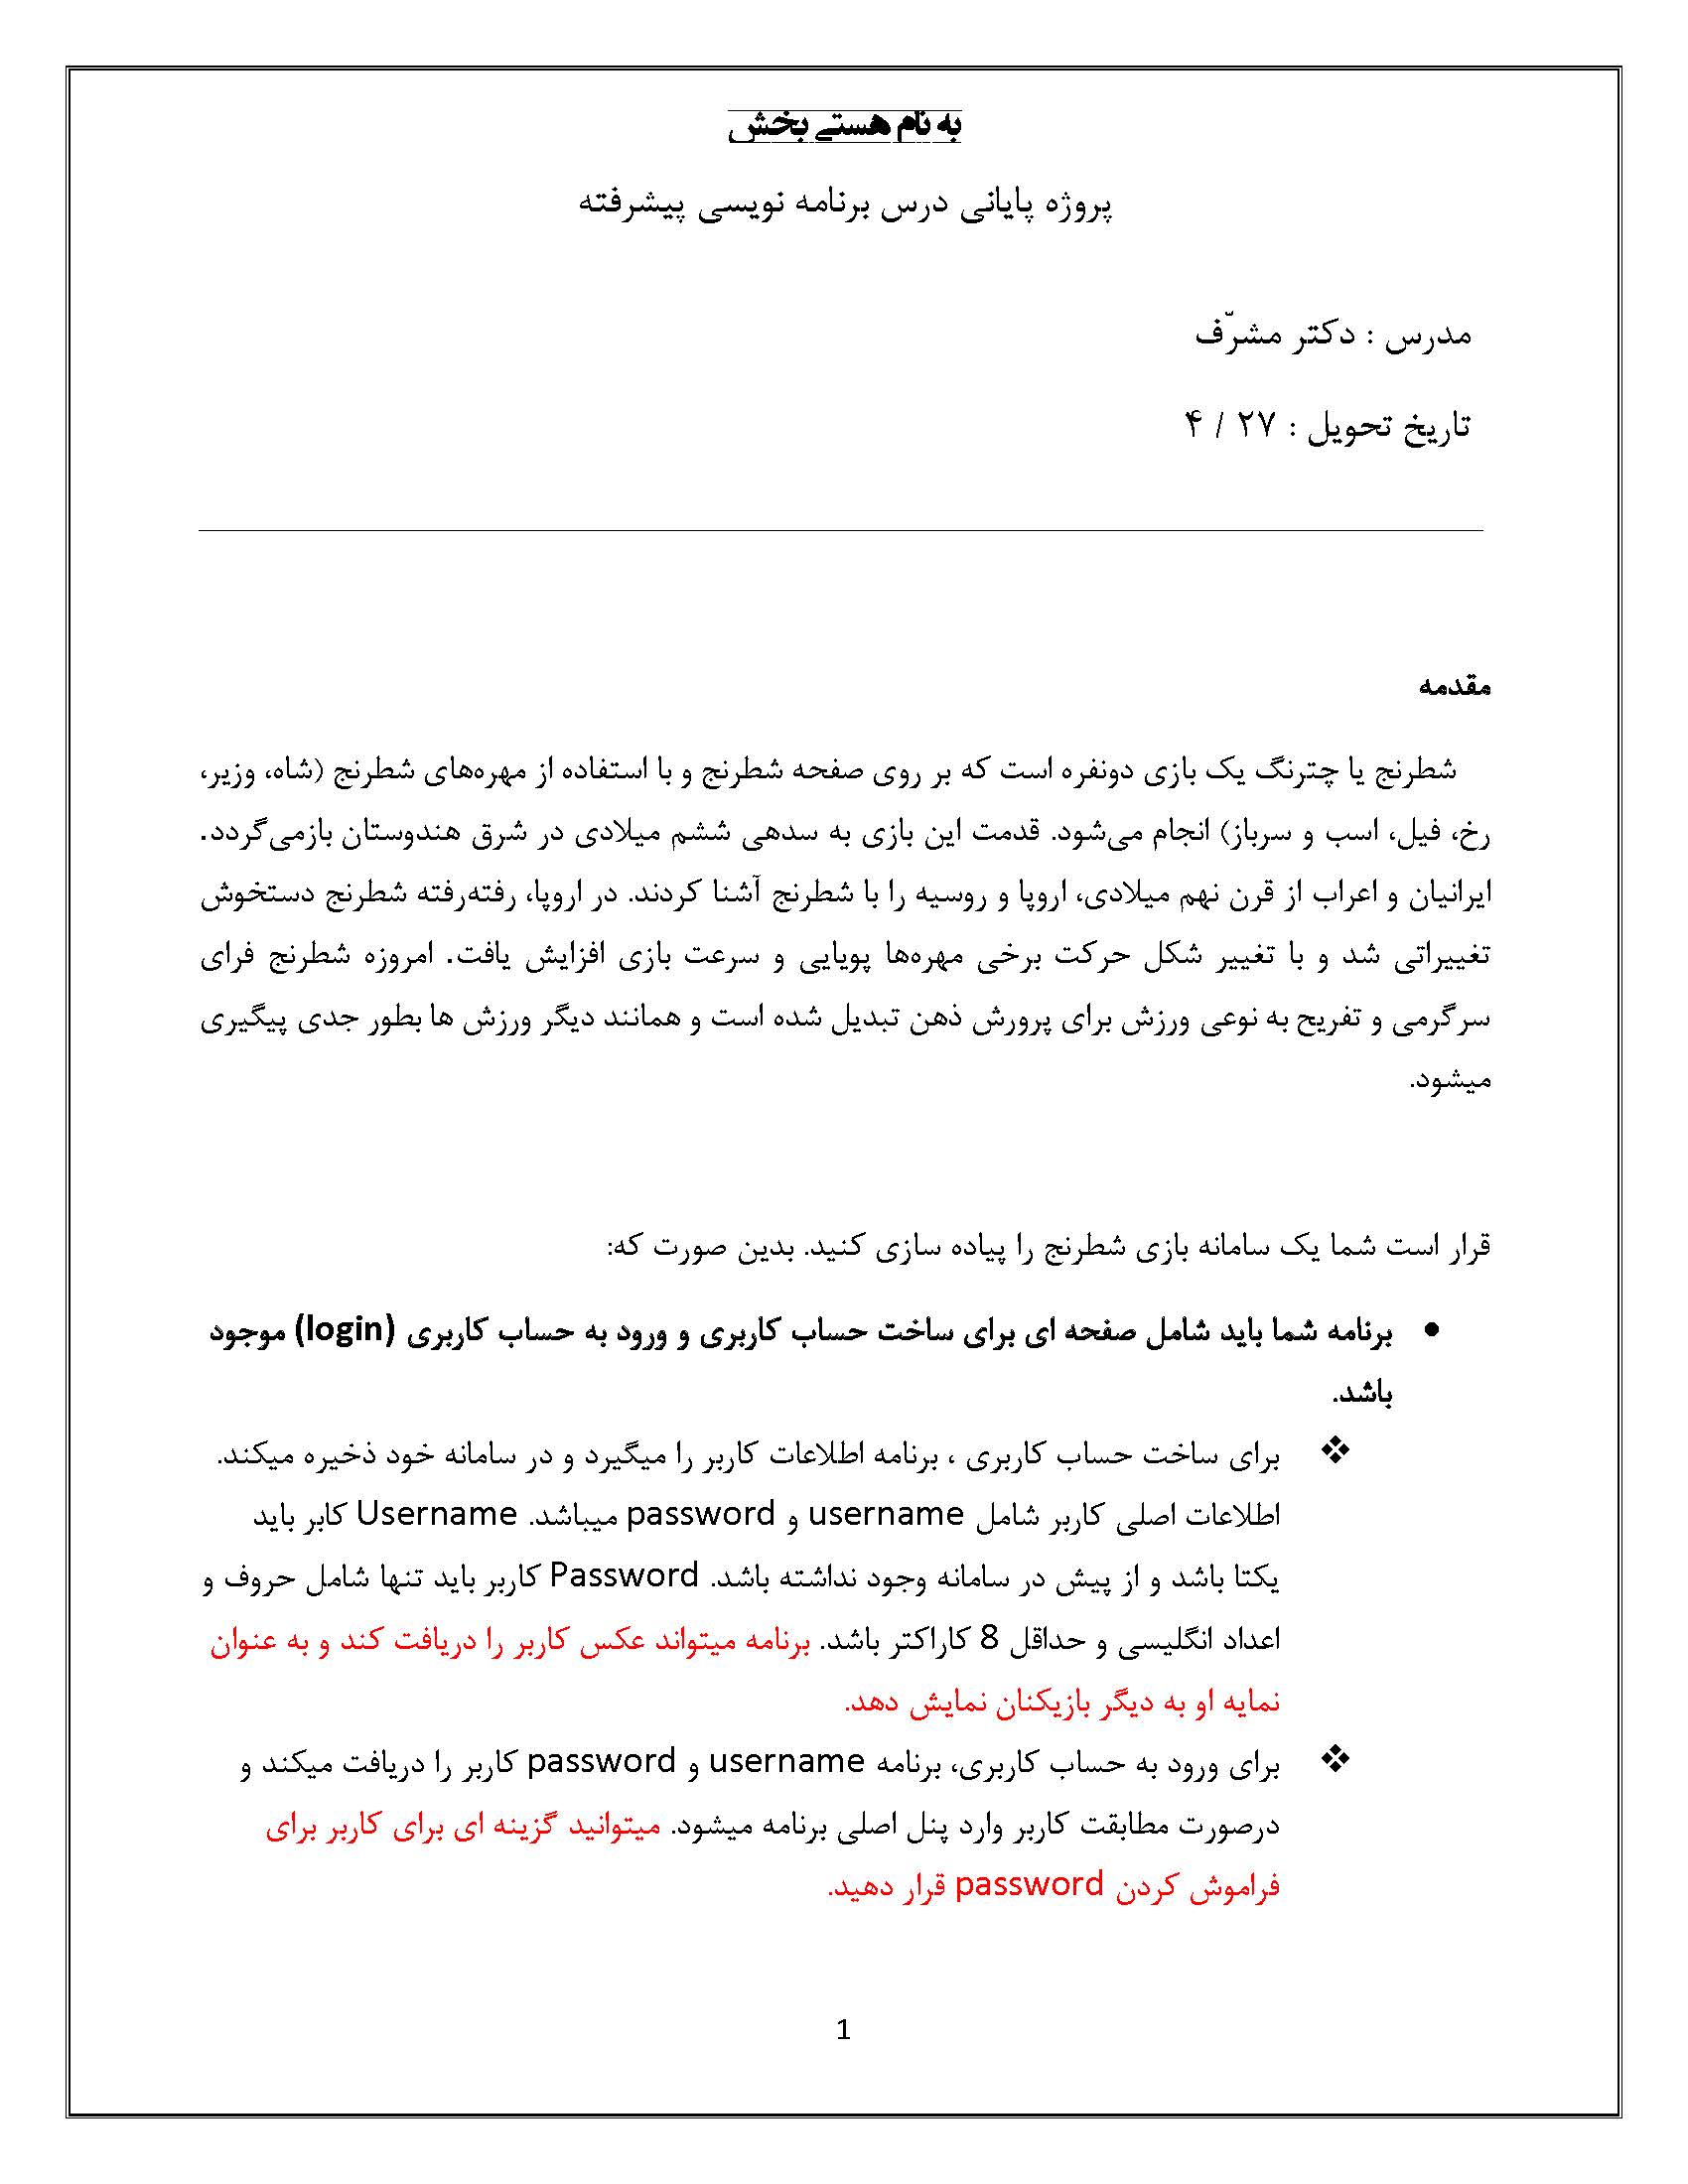 به نام هستی بخش
پروژه پایانی درس برنامه نویسی پیشرفته
مدرس : دکتر مشرّف
تاریخ تحویل : ۲۷ / ۴
مقدمه
شطرنج یا چترنگ یک بازی دونفره است که بر روی صفحه شطرنج و با استفاده از مهره‌های شطرنج (شاه، وزیر،
رخ، فیل، اسب و سرباز) انجام می‌شود. قدمت این بازی به سدهی ششم میلادی در شرق هندوستان بازمی‌گردد.
ایرانیان و اعراب از قرن نهم میلادی، اروپا و روسیه را با شطرنج آشنا کردند. در اروپا، رفته‌رفته شطرنج دستخوش
تغییراتی شد و با تغییر شکل حرکت برخی مهره‌ها پویایی و سرعت بازی افزایش یافت. امروزه شطرنج فرای
سرگرمی و تفریح به نوعی ورزش برای پرورش ذهن تبدیل شده است و همانند دیگر ورزش ها بطور جدی پیگیری
میشود.
قرار است شما یک سامانه بازی شطرنج را پیاده سازی کنید. بدین صورت که:
● برنامه شما باید شامل صفحه ای برای ساخت حساب کاربری و ورود به حساب کاربری (login) موجود
باشد.
❖ برای ساخت حساب کاربری ، برنامه اطلاعات کاربر را میگیرد و در سامانه خود ذخیره میکند.
اطلاعات اصلی کاربر شامل username و password میباشد. Username کابر باید
یکتا باشد و از پیش در سامانه وجود نداشته باشد. Password کاربر باید تنها شامل حروف و
اعداد انگلیسی و حداقل 8 کاراکتر باشد. برنامه میتواند عکس کاربر را دریافت کند و به عنوان
نمایه او به دیگر بازیکنان نمایش دهد.
❖ برای ورود به حساب کاربری، برنامه username و password کاربر را دریافت میکند و
درصورت مطابقت کاربر وارد پنل اصلی برنامه میشود. میتوانید گزینه ای برای کاربر برای
فراموش کردن password قرار دهید.
1